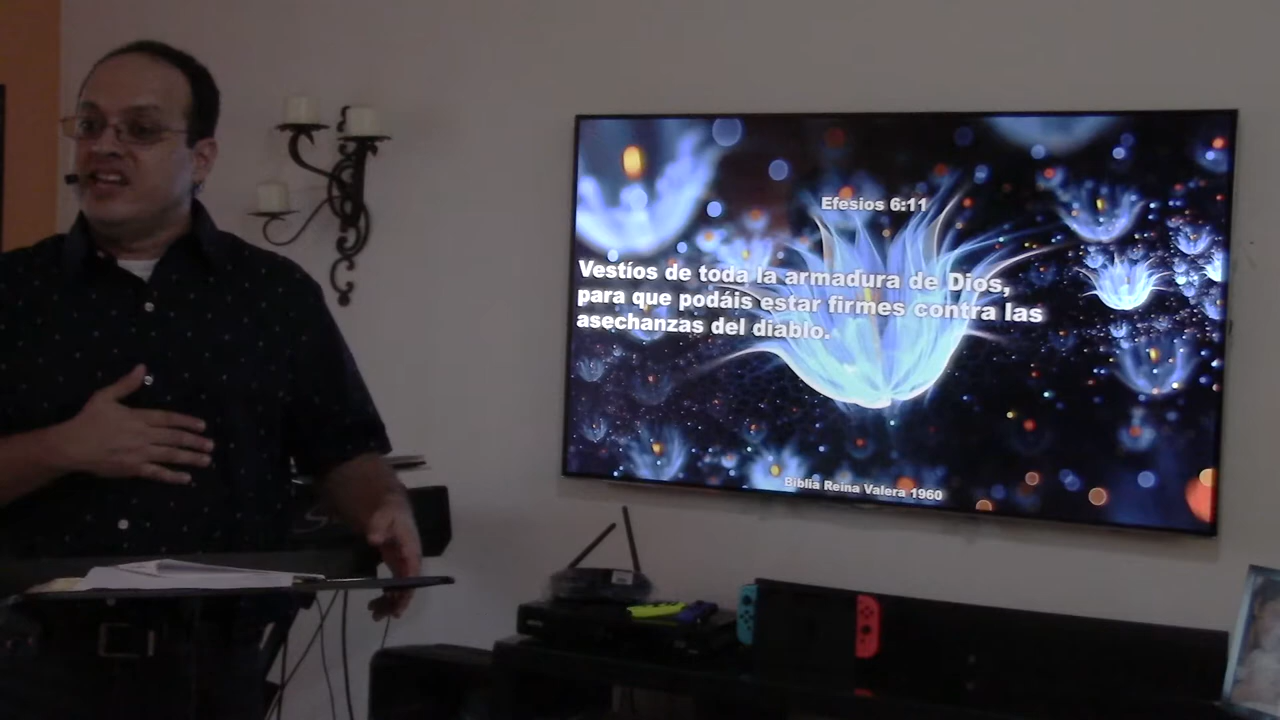 Efesios 6:11
Vestíos de toda la armadura de Dios,
para que podáis estar firmes contra las
asechanzas del diablo.
Biblia Reina Valera 1960